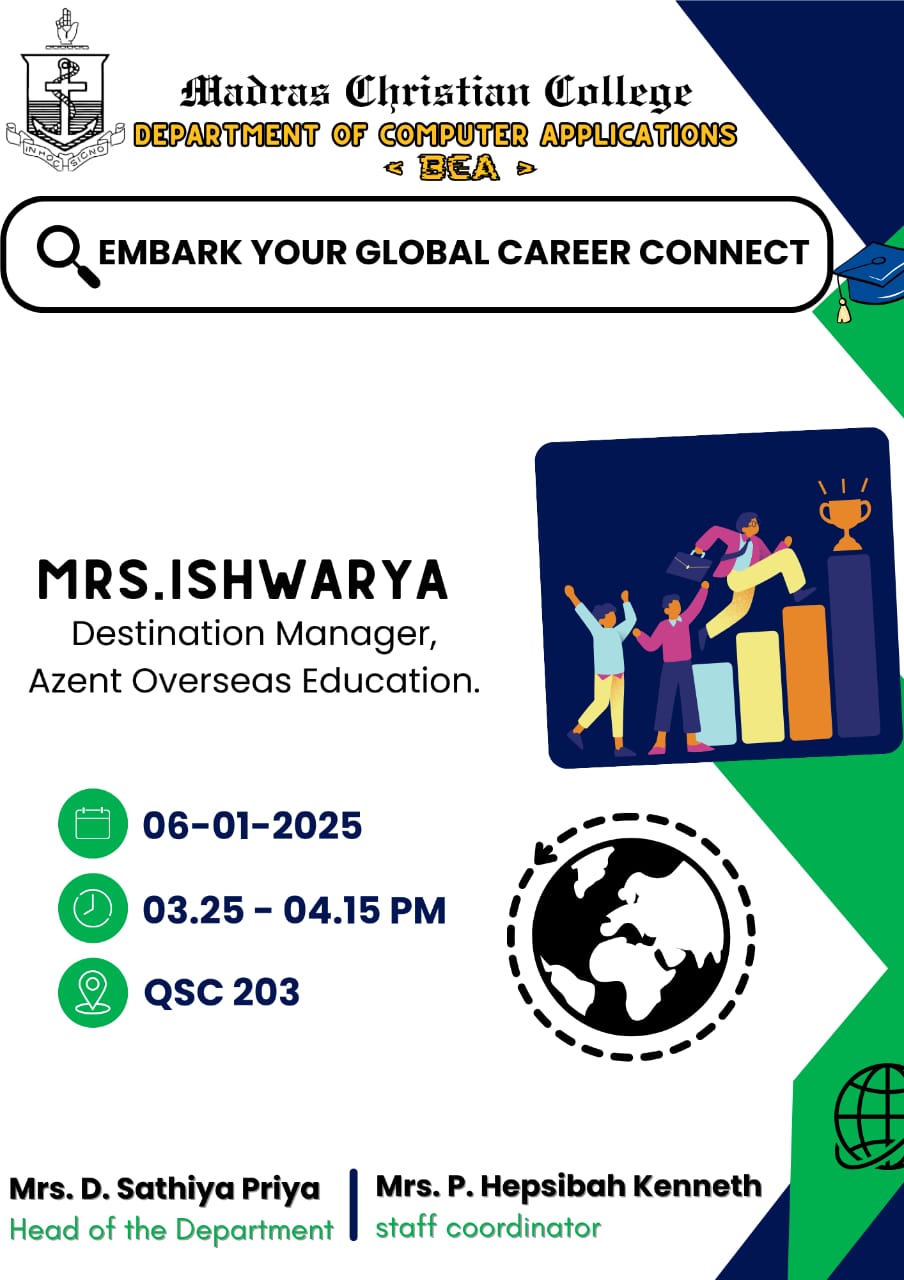 Madras Christian College
DEPARTMENT OF COMPUTER APPLICATIONS
< BCA >
IN HOC SIGNO
EMBARK YOUR GLOBAL CAREER CONNECT
MRS.ISHWARYA
Destination Manager,
Azent Overseas Education.
06-01-2025
03.25 - 04.15 PM
QSC 203
Mrs. D. Sathiya Priya
Head of the Department
Mrs. P. Hepsibah Kenneth
staff coordinator